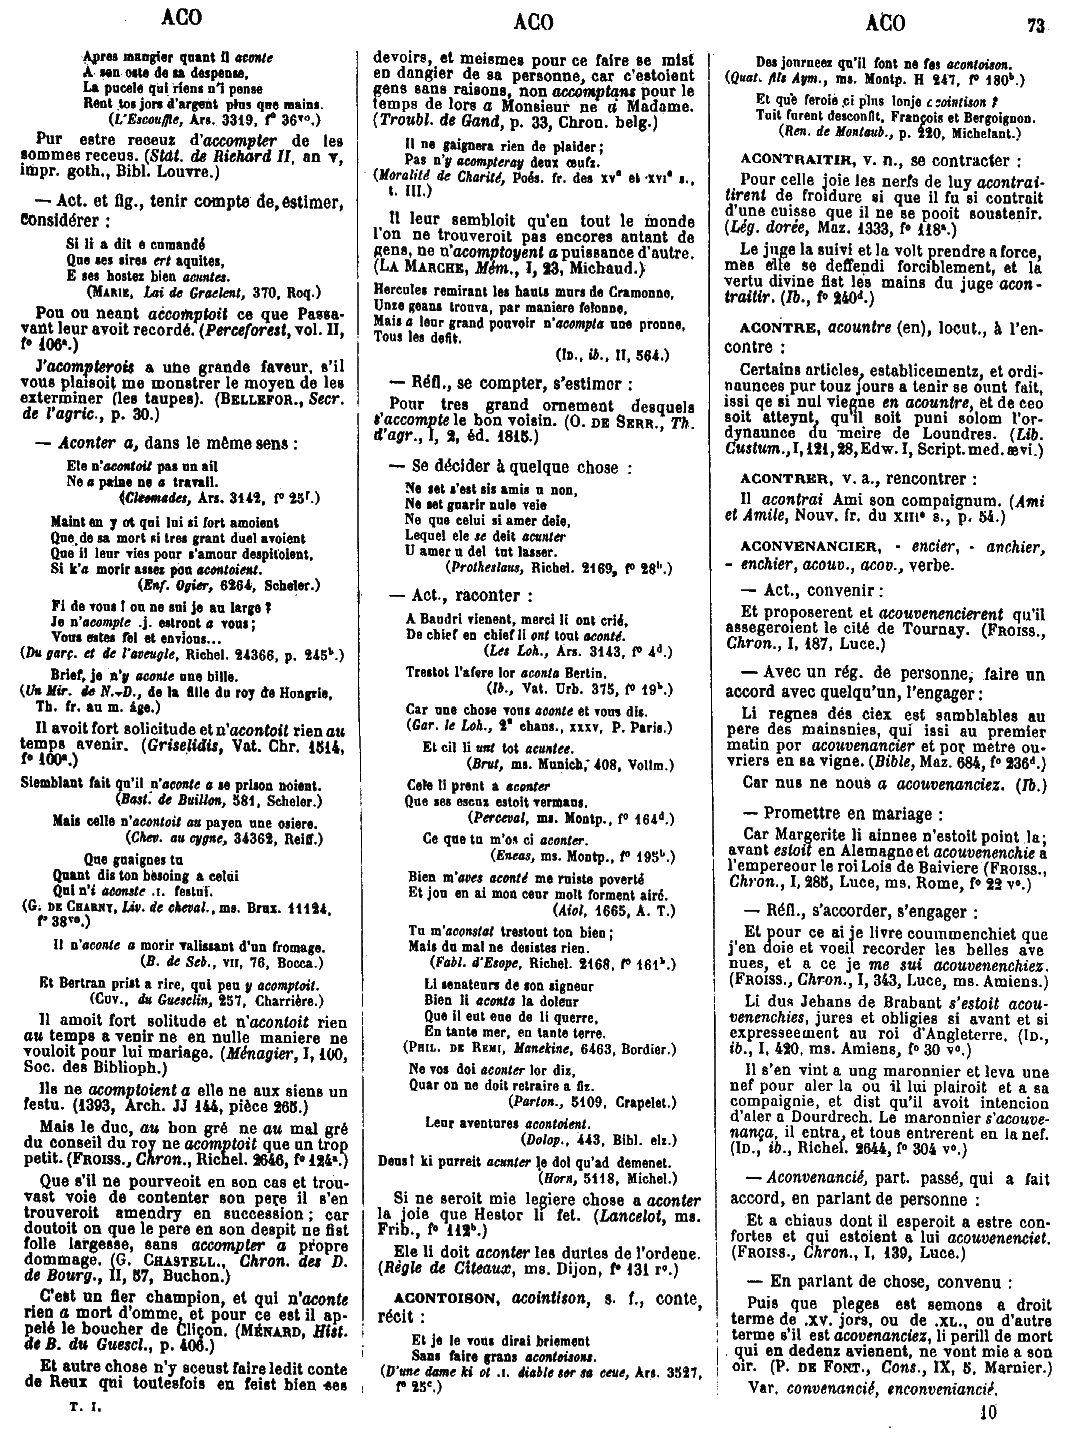 ACO
ACO
ACO
73
Apres mangier quant il aconte
A sen oste de sa despense,
La pucele qui riens n'i pense
Rent tos jors d'argent plus que mains.
(L'Escouffle, Ars. 3319, f° 36vo.)
Pur estre receuz d'accompter de les
sommes receus. (Stat. de Richard II, an v,
impr. goth., Bibl. Louvre.)
— Act. et fig., tenir compte de, estimer,
considérer :
Si li a dit e cumandé
Que ses sires ert aquites,
E ses hostez bien acuntes.
(MARIE, Lai de Graelent, 370, Roq.)
Pou ou neant accomptoit ce que Passa-
vant leur avoit recordé. (Perceforest, vol. II,
f° 106a.)
J'acompterois a une grande faveur, s'il
vous plaisoit me monstrer le moyen de les
exterminer (les taupes). (BELLEFOR., Secr.
de l'agric., p. 30.)
— Aconter a, dans le même sens :
Ele n'acontoit pas un ail
Ne a paine ne a travail.
(Cleomades, Ars. 3142, f° 25r.)
Maint en y ot qui lui si fort amoient
Que de sa mort si tres grant duel avoient
Que il leur vies pour s'amour despitoient,
Si k'a morir assez pou acontoient.
(Enf. Ogier, 6264, Scheler.)
Fi de vous ! ou ne sui je au large ?
Je n'acompte .j. estront a vous ;
Vous estes fel et envious...
(Du garç. et de l'aveugle, Richel. 24366, p. 245b.)
Brief, je n'y aconte une bille.
(Un Mir. de N.-D., de la fille du roy de Hongrie,
Th. fr. au m. âge.)
Il avoit fort solicitude et n'acontoit rien au
temps avenir. (Griselidis, Vat. Chr. 1514,
f° 100a.)
Siemblant fait qu'il n'aconte a se prison noient.
(Bast. de Buillon, 581, Scheler.)
Mais celle n'acontoit au payen une osiere.
(Chev. au cygne, 34362, Reiff.)
Que guaignes tu
Quant dis ton besoing a celui
Qui n'i aconste .I. festui.
(G. DE CHARNY, Liv. de cheval., ms. Brux. 11124,
f° 38vo.)
Il n'aconte a morir valissant d'un fromage.
(B. de Seb., VII, 76, Bocca.)
Et Bertran prist a rire, qui peu y acomptoit.
(CUV., du Guesclin, 257, Charrière.)
Il amoit fort solitude et n'acontoit rien
au temps a venir ne en nulle maniere ne
vouloit pour lui mariage. (Ménagier, I, 100,
Soc. des Biblioph.)
Ils ne acomptoient a elle ne aux siens un
festu. (1393, Arch. JJ 144, pièce 265.)
Mais le duc, au bon gré ne au mal gré
du conseil du roy ne acomptoit que un trop
petit. (FROISS., Chron., Richel. 2646, f° 124a.)
Que s'il ne pourveoit en son cas et trou-
vast voie de contenter son pere il s'en
trouveroit amendry en succession ; car
doutoit on que le pere en son despit ne fist
folle largesse, sans accompter a propre
dommage. (G. CHASTELL., Chron. des D.
de Bourg., II, 57, Buchon.)
C'est un fier champion, et qui n'aconte
rien a mort d'omme, et pour ce est il ap-
pelé le boucher de Cliçon. (MÉNARD, Hist.
de B. du Guescl., p. 406.)
Et autre chose n'y sceust faire ledit conte
de Reux qui toutesfois en feist bien ses
T. I.
devoirs, et meismes pour ce faire se mist
en dangier de sa personne, car c'estoient
gens sans raisons, non accomptans pour le
temps de lors a Monsieur ne a Madame.
(Troubl. de Gand, p. 33, Chron. belg.)
Il ne gaignera rien de plaider ;
Pas n'y acompteray deux œufz.
(Moralité de Charité, Poés. fr. des xve et xvie s.,
t. III.)
Il leur sembloit qu'en tout le monde
l'on ne trouveroit pas encores autant de
gens, ne n'acomptoyent a puissance d'autre.
(LA MARCHE, Mém., I, 23, Michaud.)
Hercules remirant les hauts murs de Cramonne,
Unze geans trouva, par maniere felonne,
Mais a leur grand pouvoir n'acompta une pronne,
Tous les defit.
(ID., ib., II, 564.)
— Réfl., se compter, s'estimer :
Pour tres grand ornement desquels
s'accompte le bon voisin. (O. DE SERR., Th.
d'agr., I, 2, éd. 1815.)
— Se décider à quelque chose :
Ne set s'est sis amis u non,
Ne set guarir nule veie
Ne que celui si amer deie,
Lequel ele se deit acunter
U amer u del tut lasser.
(Protheslaus, Richel. 2169, f° 28b.)
— Act., raconter :
A Baudri vienent, merci li ont crié,
De chief en chief li ont tout aconté.
(Les Loh., Ars. 3143, f° 4d.)
Trestot l'afere lor aconta Bertin.
(Ib., Vat. Urb. 375, f° 19b.)
Car une chose vous aconte et vous dis.
(Gar. le Loh., 2e chans., XXXV, P. Paris.)
Et cil li unt tot acuntee.
(Brut, ms. Munich, 408, Vollm.)
Cele li prent a aconter
Que ses escuz estoit vermaus.
(Perceval, ms. Montp., f° 164d.)
Ce que tu m'os ci aconter.
(Eneas, ms. Montp., f° 195b.)
Bien m'aves aconté me ruiste poverté
Et jou en ai mon ceur molt forment airé.
(Aiol, 1665, A. T.)
Tu m'aconstat trestout ton bien ;
Mais du mal ne desistes rien.
(Fabl. d'Esope, Richel. 2168, f° 161b.)
Li senateurs de son signeur
Bien li aconta la doleur
Que il eut ene de li querre,
En tante mer, en tante terre.
(PHIL. DE REMI, Manekine, 6463, Bordier.)
Ne vos doi aconter lor diz,
Quar on ne doit retraire a fiz.
(Parton., 5109, Crapelet.)
Leur aventures acontoient.
(Dolop., 443, Bibl. elz.)
Deus ! ki purreit acunter le dol qu'ad demenet.
(Horn, 5118, Michel.)
Si ne seroit mie legiere chose a aconter
la joie que Hestor li fet. (Lancelot, ms.
Frib., f° 112b.)
Ele li doit aconter les durtes de l'ordene.
(Règle de Citeaux, ms. Dijon, f° 131 r°.)
ACONTOISON, acointison, s. f., conte,
récit :
Et je le vous dirai briement
Sans faire grans acontoisons.
(D'une dame ki ot .I. diable sor sa ceue, Ars. 3527,
f° 25c.)
Des journees qu'il font ne fes acontoison.
(Quat. fils Aym., ms. Montp. H 247, f° 180b.)
Et que feroie ci plus lonje acointison ?
Tuit furent desconfit, François et Bergoignon.
(Ren. de Montaub., p. 220, Michelant.)
ACONTRAITIR, v. n., se contracter :
Pour celle joie les nerfs de luy acontrai-
tirent de froidure si que il fu si contrait
d'une cuisse que il ne se pooit soustenir.
(Lég. dorée, Maz. 1333, f° 118a.)
Le juge la suivi et la volt prendre a force,
mes elle se deffendi forciblement, et la
vertu divine fist les mains du juge acon-
traitir. (Ib., f° 240d.)
ACONTRE, acountre (en), locut., à l'en-
contre :
Certains articles, establicementz, et ordi-
naunces pur touz jours a tenir se ount fait,
issi qe si nul viegne en acountre, et de ceo
soit atteynt, qu'il soit puni solom l'or-
dynaunce du meire de Loundres. (Lib.
Custum., I, 121, 28, Edw. I, Script. med. ævi.)
ACONTRER, v. a., rencontrer :
Il acontrai Ami son compaignum. (Ami
et Amile, Nouv. fr. du XIIIe s., p. 54.)
ACONVENANCIER, - encier, - anchier,
- enchier, acouv., acov., verbe.
— Act., convenir :
Et proposerent et acouvenencierent qu'il
assegeroient le cité de Tournay. (FROISS.,
Chron., I, 187, Luce.)
— Avec un rég. de personne, faire un
accord avec quelqu'un, l'engager :
Li regnes des ciex est samblables au
pere des mainsnies, qui issi au premier
matin por acouvenancier et por metre ou-
vriers en sa vigne. (Bible, Maz. 684, f° 236d.)
Car nus ne nous a acouvenanciez. (Ib.)
— Promettre en mariage :
Car Margerite li ainnee n'estoit point la ;
avant estoit en Alemagne et acouvenenchie a
l'empereour le roi Lois de Baiviere (FROISS.,
Chron., I, 285, Luce, ms. Rome, f° 22 v°.)
— Réfl., s'accorder, s'engager :
Et pour ce ai je livre coummenchiet que
j'en doie et voeil recorder les belles ave
nues, et a ce je me sui acouvenenchiez.
(FROISS., Chron., I, 343, Luce, ms. Amiens.)
Li dus Jehans de Brabant s'estoit acou-
venenchies, jures et obligies si avant et si
expresseement au roi d'Angleterre. (ID.,
ib., I, 420, ms. Amiens, f° 30 v°.)
Il s'en vint a ung maronnier et leva une
nef pour aler la ou il lui plairoit et a sa
compaignie, et dist qu'il avoit intencion
d'aler a Dourdrech. Le maronnier s'acouve-
nança, il entra, et tous entrerent en la nef.
(ID., ib., Richel. 2644, f° 304 v°.)
— Aconvenancié, part. passé, qui a fait
accord, en parlant de personne :
Et a chiaus dont il esperoit a estre con-
fortes et qui estoient a lui acouvenenciet.
(FROISS., Chron., I, 139, Luce.)
— En parlant de chose, convenu :
Puis que pleges est semons a droit
terme de .XV. jors, ou de .XL., ou d'autre
terme s'il est acovenanciez, li perill de mort
qui en dedenz avienent, ne vont mie a son
oir. (P. DE FONT., Cons., IX, 5, Marnier.)
Var. convenancié, enconveniancié.
10